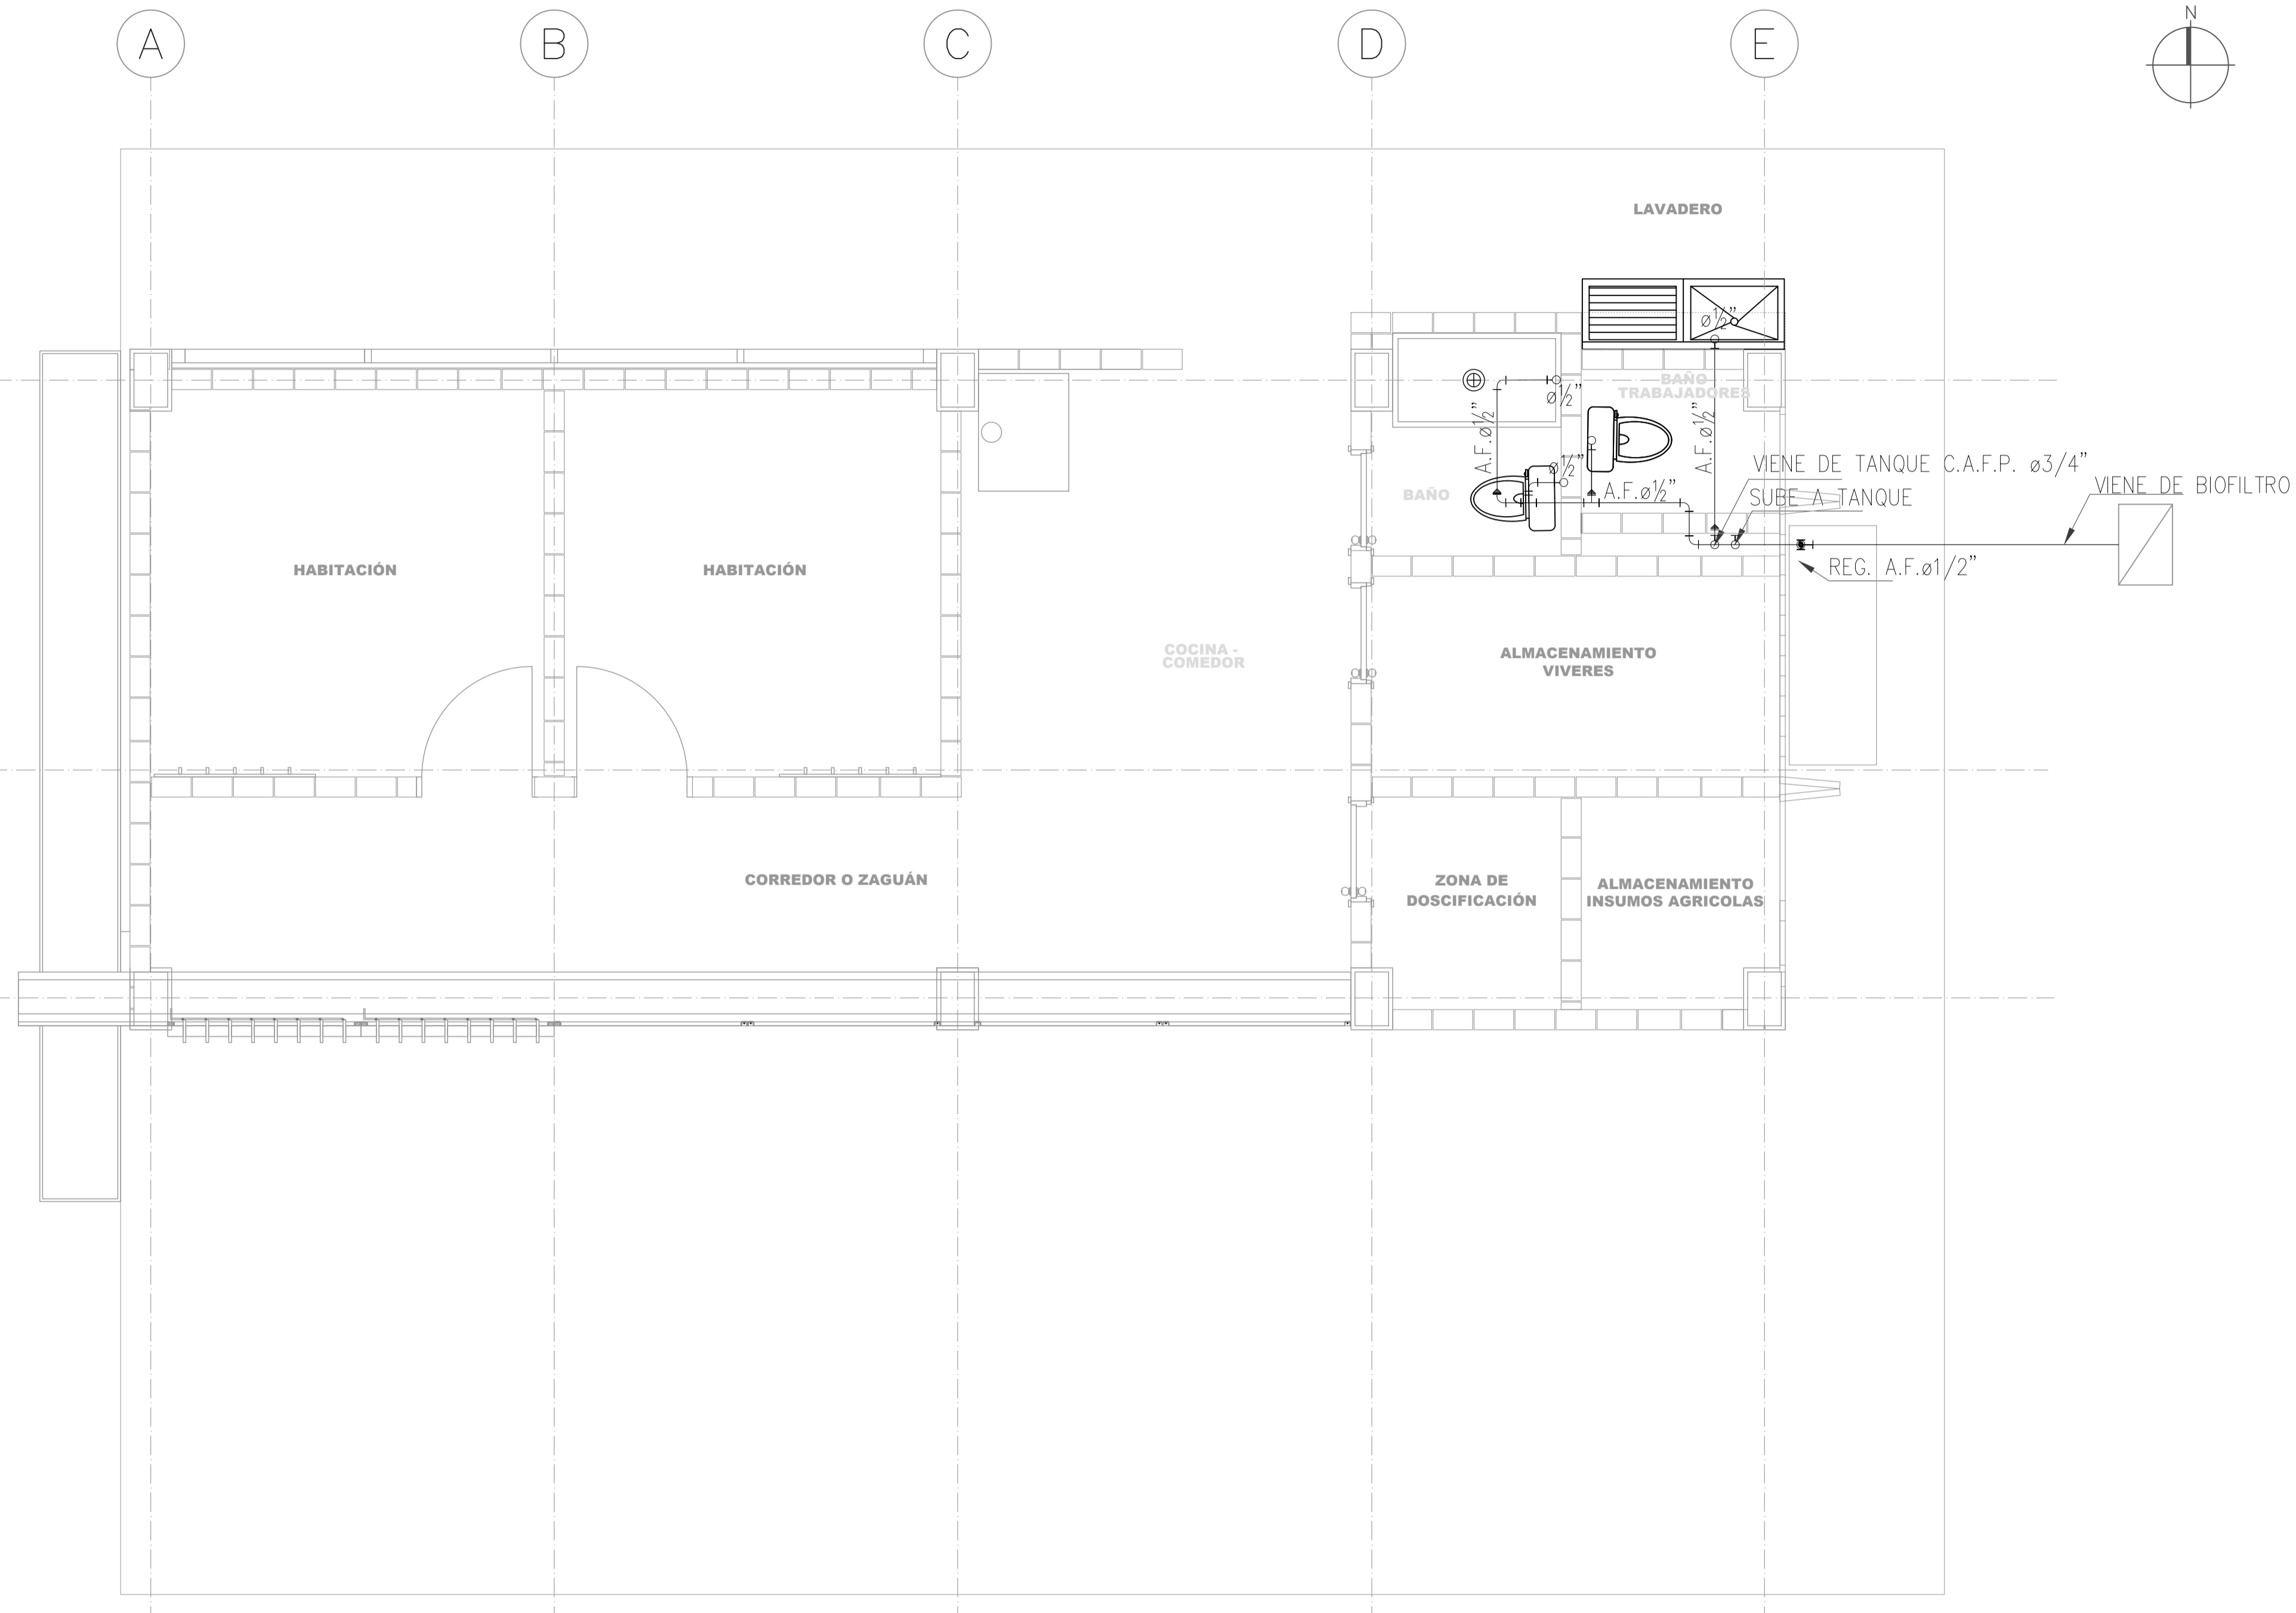 A
B
C
D
E
N
LAVADERO
ø½”
BAÑO
TRABAJADORES
ø½”
A.F.ø½”
A.F.ø½”
ø½”
VIENE DE TANQUE C.A.F.P. ø3/4”
VIENE DE BIOFILTRO
BAÑO
A.F.ø½”
SUBE A TANQUE
REG. A.F.ø1/2”
HABITACIÓN
HABITACIÓN
COCINA -
COMEDOR
ALMACENAMIENTO
VIVERES
CORREDOR O ZAGUÁN
ZONA DE
DOSCIFICACIÓN
ALMACENAMIENTO
INSUMOS AGRICOLAS